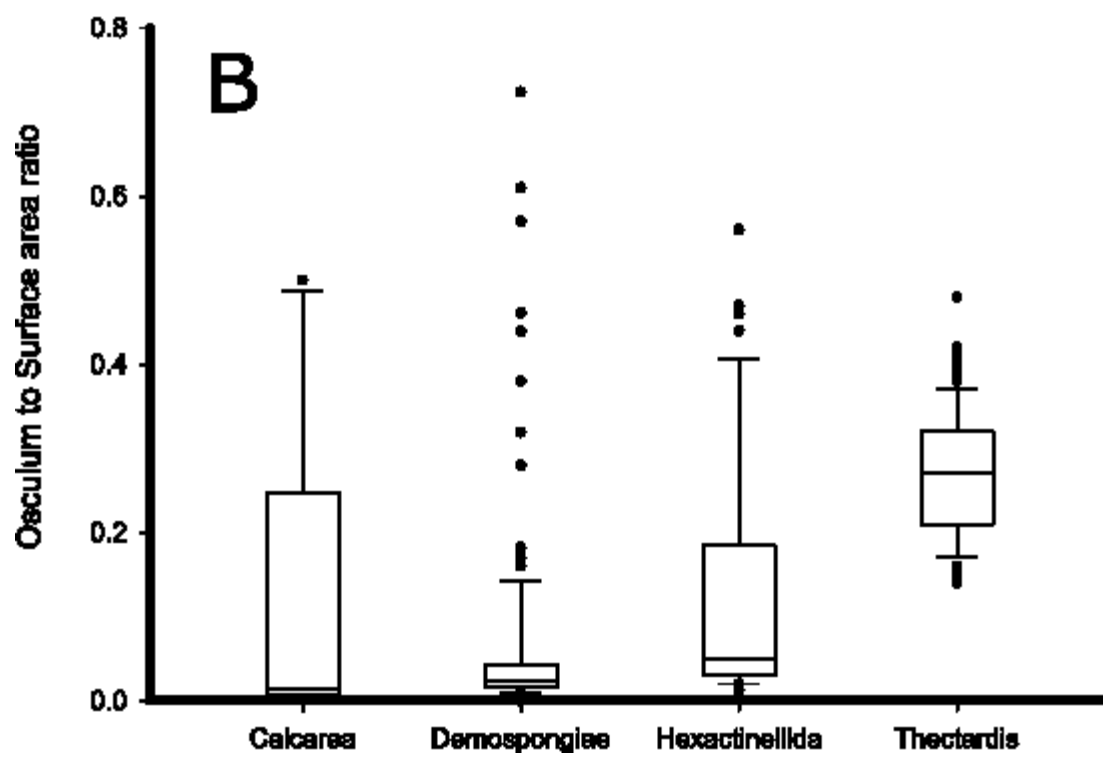 B
Osculum to Surface area ratio
0.8
0.6
0.4
0.2
0.0
Calcarea Demospongiae Hexactinellida Thectardis